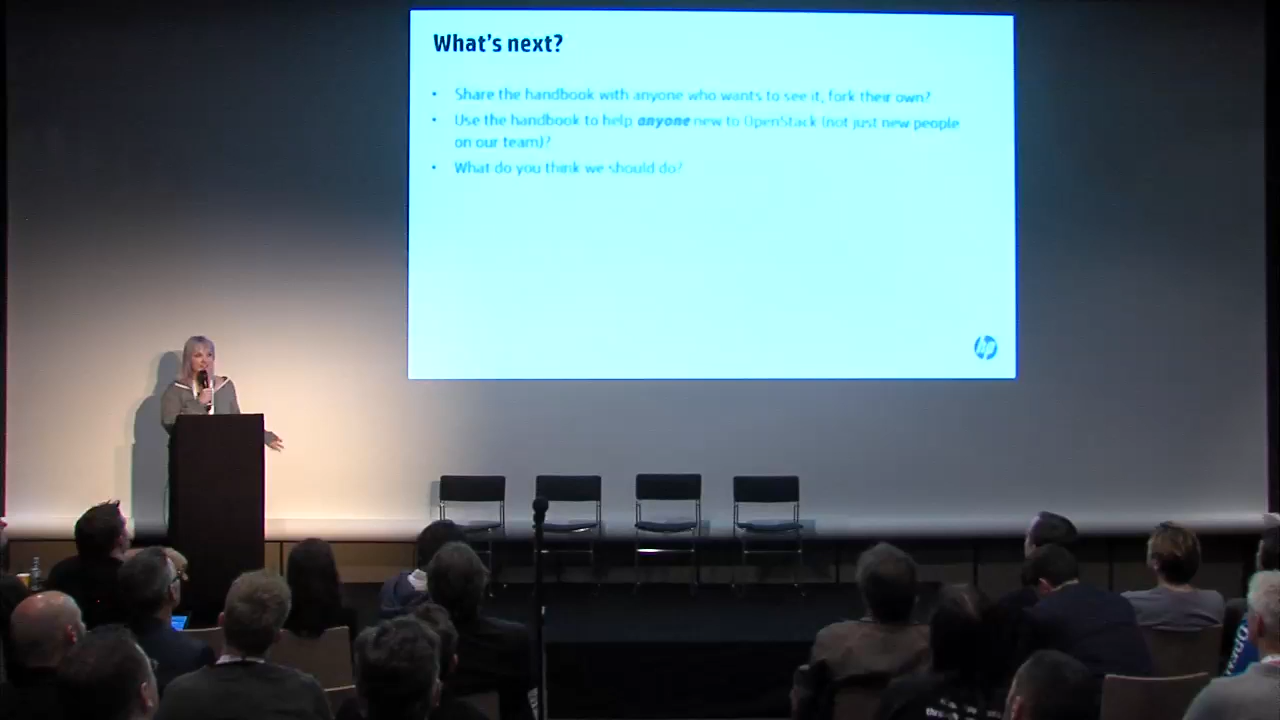 What's next?
• Share the handbook with anyone who wants to see it, fork their own?
• Use the handbook to help anyone new to OpenStack (not just new people
on our team)?
• What do you think we should do?
hp